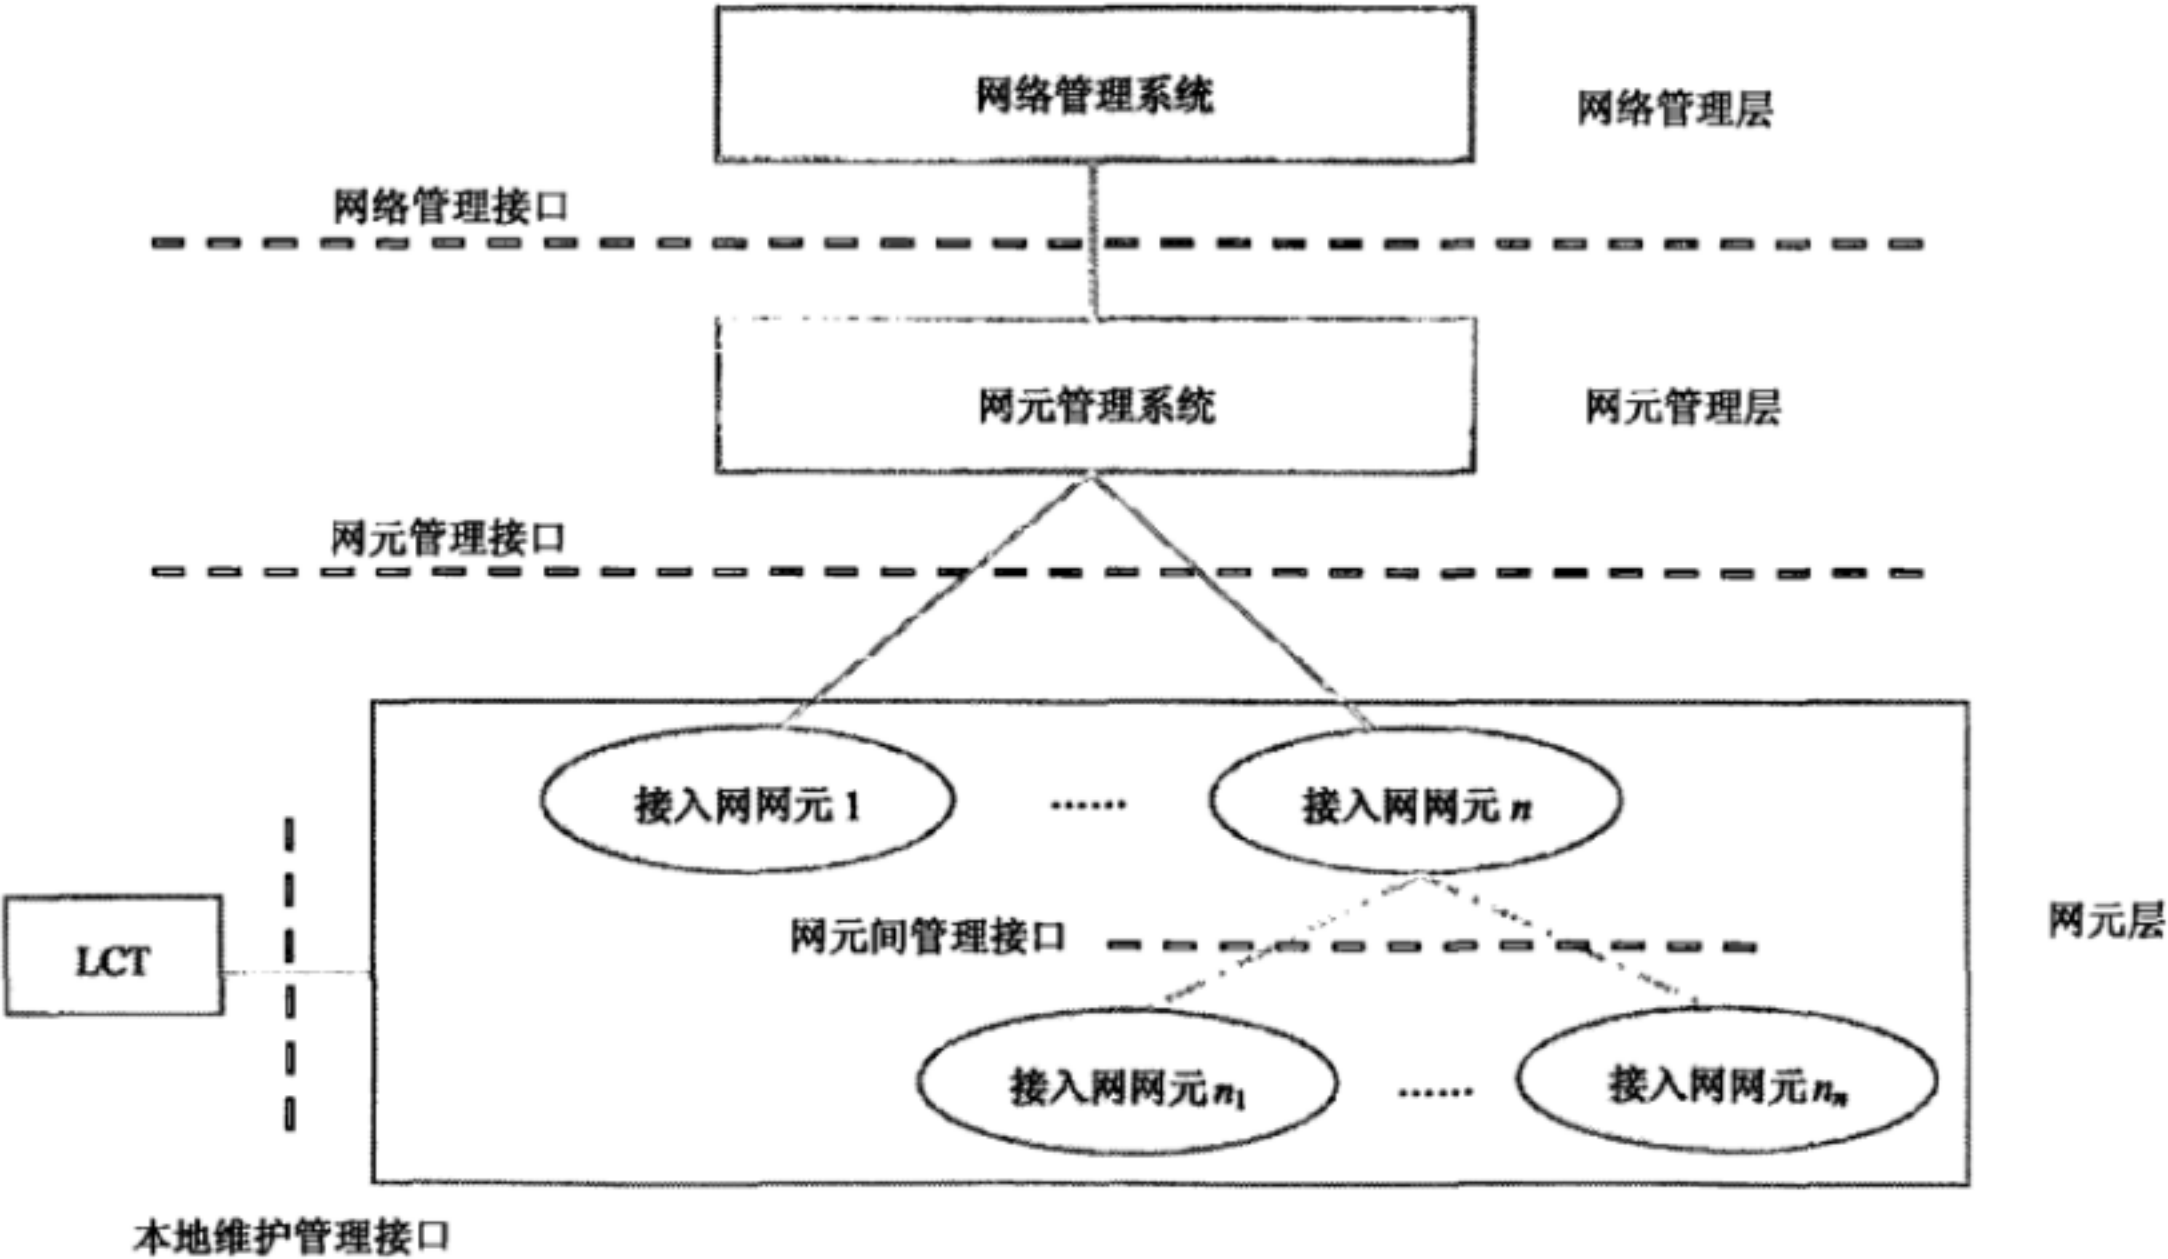 网络管理系统
网络管理层
网络管理接口
网元管理系统
网元管理层
网元管理接口
接入网网元 1
……
接入网网元 n
网元间管理接口
网元层
LCT
接入网网元 n₁
……
接入网网元 nₙ
本地维护管理接口